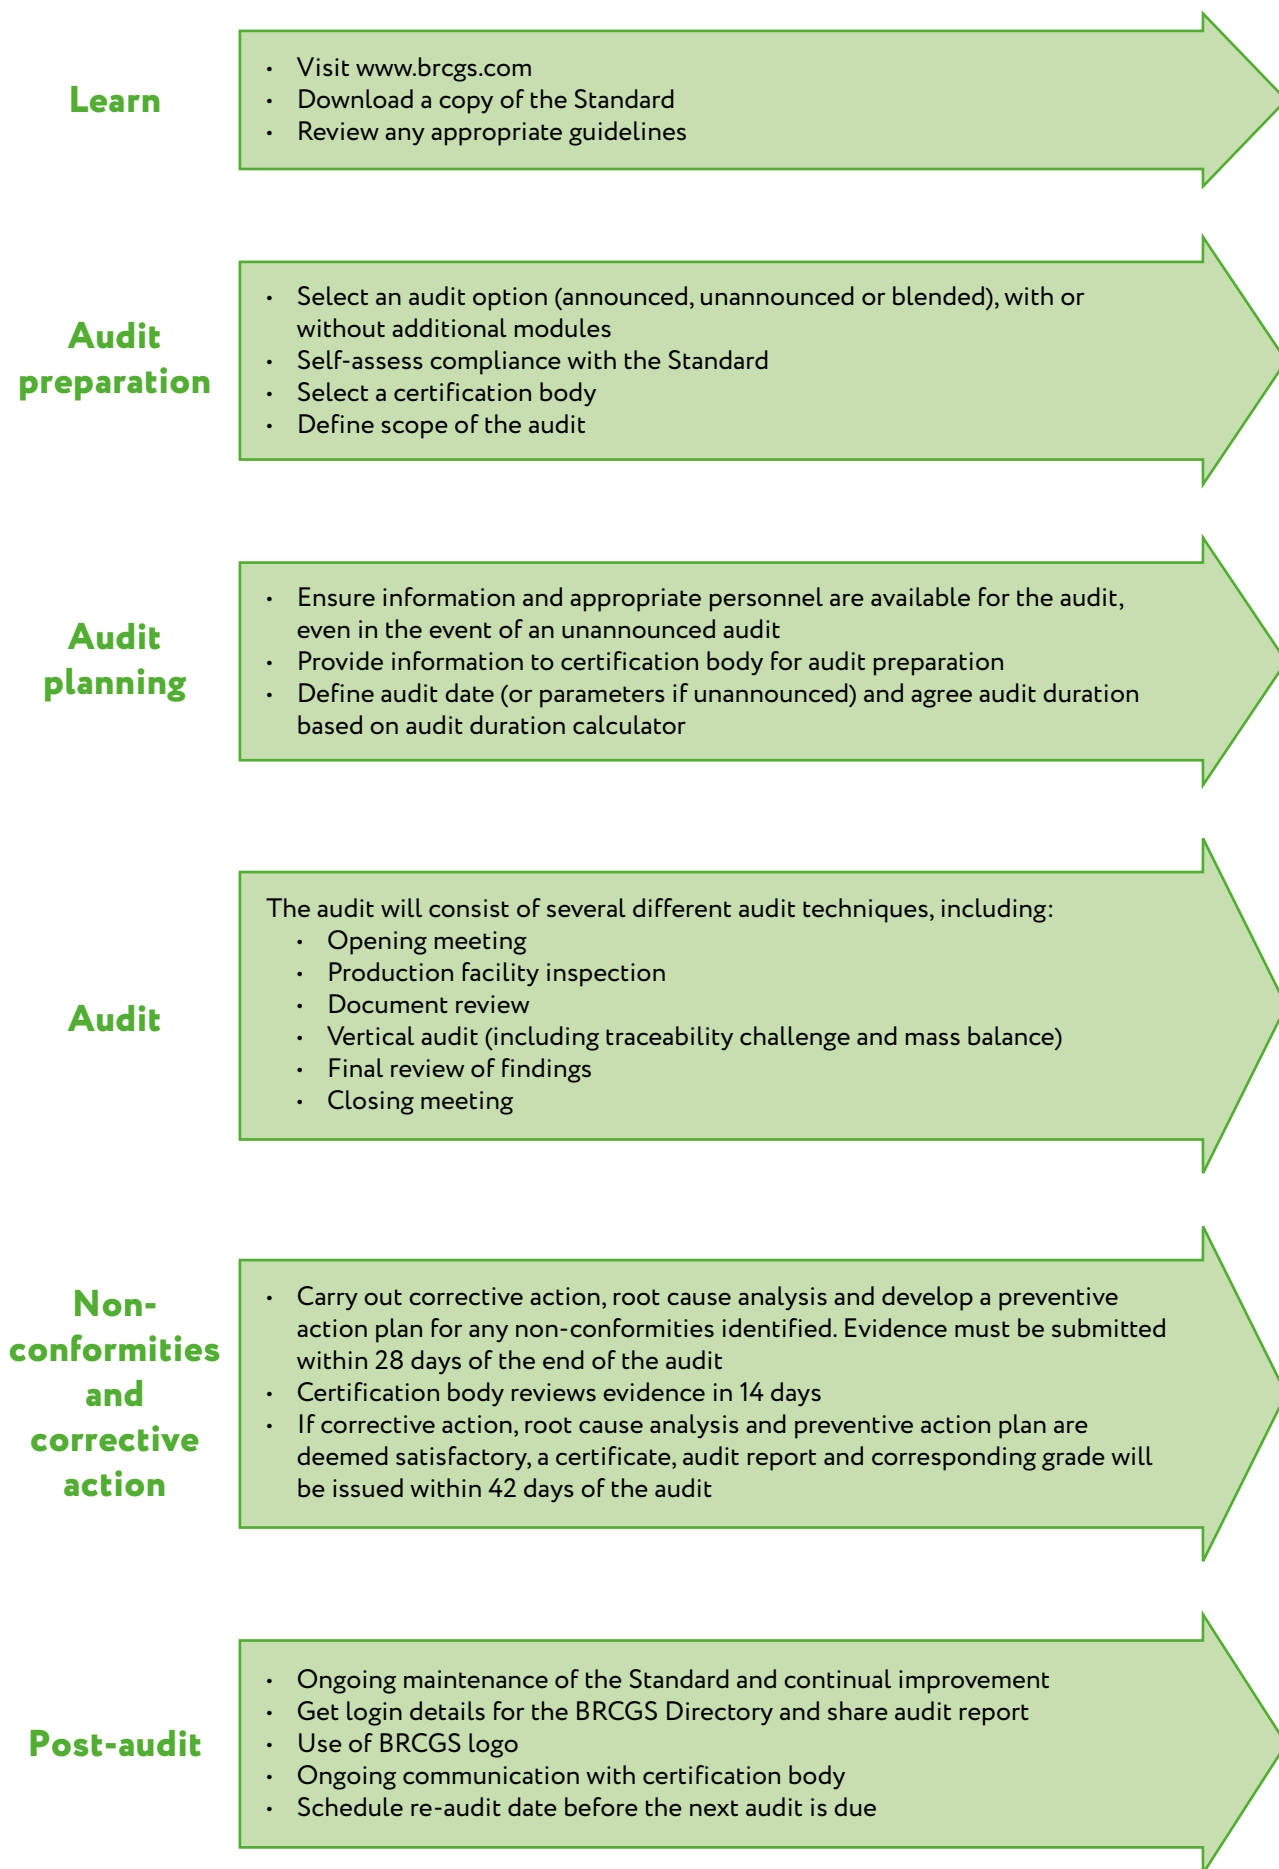 Learn
• Visit www.brcgs.com
• Download a copy of the Standard
• Review any appropriate guidelines
Audit
preparation
• Select an audit option (announced, unannounced or blended), with or
without additional modules
• Self-assess compliance with the Standard
• Select a certification body
• Define scope of the audit
Audit
planning
• Ensure information and appropriate personnel are available for the audit,
even in the event of an unannounced audit
• Provide information to certification body for audit preparation
• Define audit date (or parameters if unannounced) and agree audit duration
based on audit duration calculator
Audit
The audit will consist of several different audit techniques, including:
• Opening meeting
• Production facility inspection
• Document review
• Vertical audit (including traceability challenge and mass balance)
• Final review of findings
• Closing meeting
Non-
conformities
and
corrective
action
• Carry out corrective action, root cause analysis and develop a preventive
action plan for any non-conformities identified. Evidence must be submitted
within 28 days of the end of the audit
• Certification body reviews evidence in 14 days
• If corrective action, root cause analysis and preventive action plan are
deemed satisfactory, a certificate, audit report and corresponding grade will
be issued within 42 days of the audit
Post-audit
• Ongoing maintenance of the Standard and continual improvement
• Get login details for the BRCGS Directory and share audit report
• Use of BRCGS logo
• Ongoing communication with certification body
• Schedule re-audit date before the next audit is due